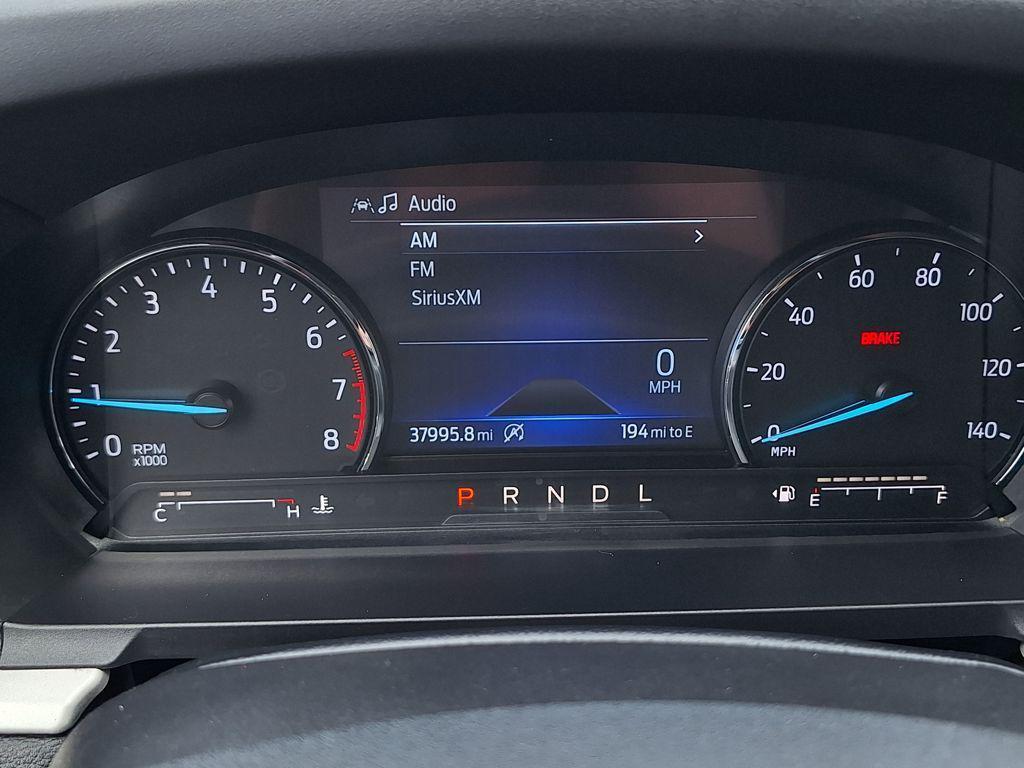 Audio
AM
FM
SiriusXM
0
MPH
37995.8 mi
194 mi to E
0
1
2
3
4
5
6
7
8
RPM
x1000
0
20
40
60
80
100
120
140
MPH
BRAKE
C
H
P R N D L
E
F